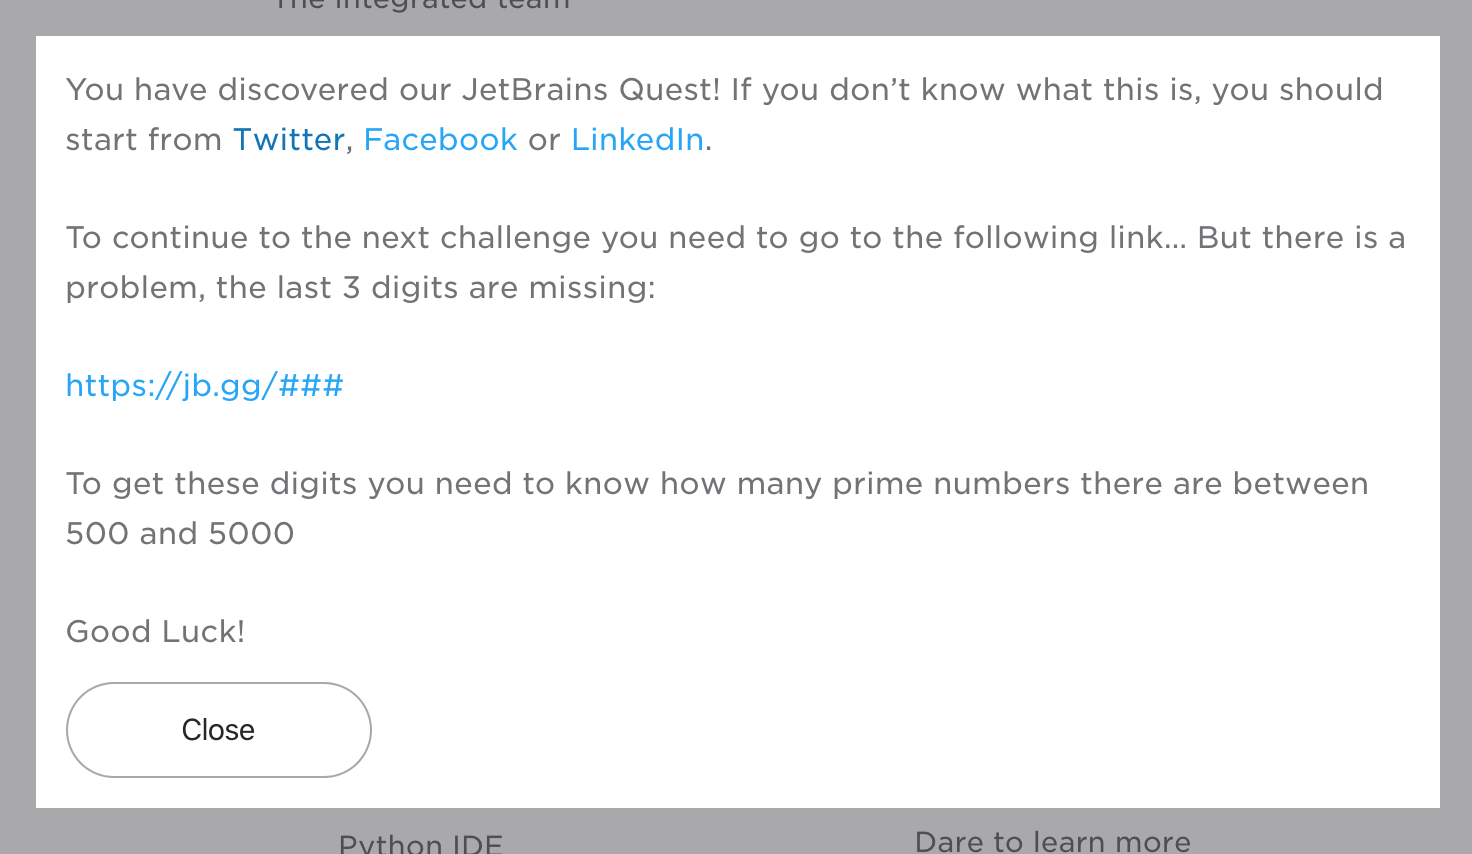 The integrated team
You have discovered our JetBrains Quest! If you don’t know what this is, you should
start from Twitter, Facebook or LinkedIn.
To continue to the next challenge you need to go to the following link... But there is a
problem, the last 3 digits are missing:
https://jb.gg/###
To get these digits you need to know how many prime numbers there are between
500 and 5000
Good Luck!
Close
Python IDE
Dare to learn more